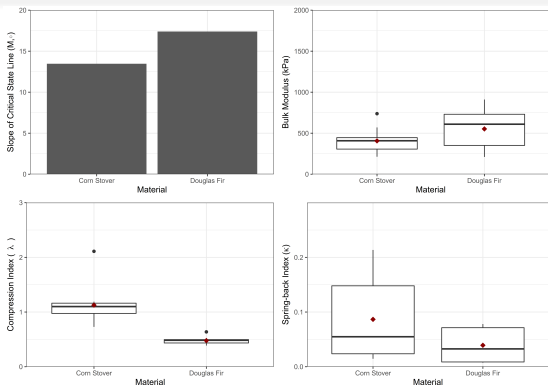 Slope of Critical State Line (M,◦)
20
15
10
5
0
Corn Stover
Douglas Fir
Material
Bulk Modulus (kPa)
2000
1500
1000
500
0
Corn Stover
Douglas Fir
Material
Compression Index ( λ )
3
2
1
0
Corn Stover
Douglas Fir
Material
Spring-back Index (κ)
0.2
0.1
0.0
Corn Stover
Douglas Fir
Material